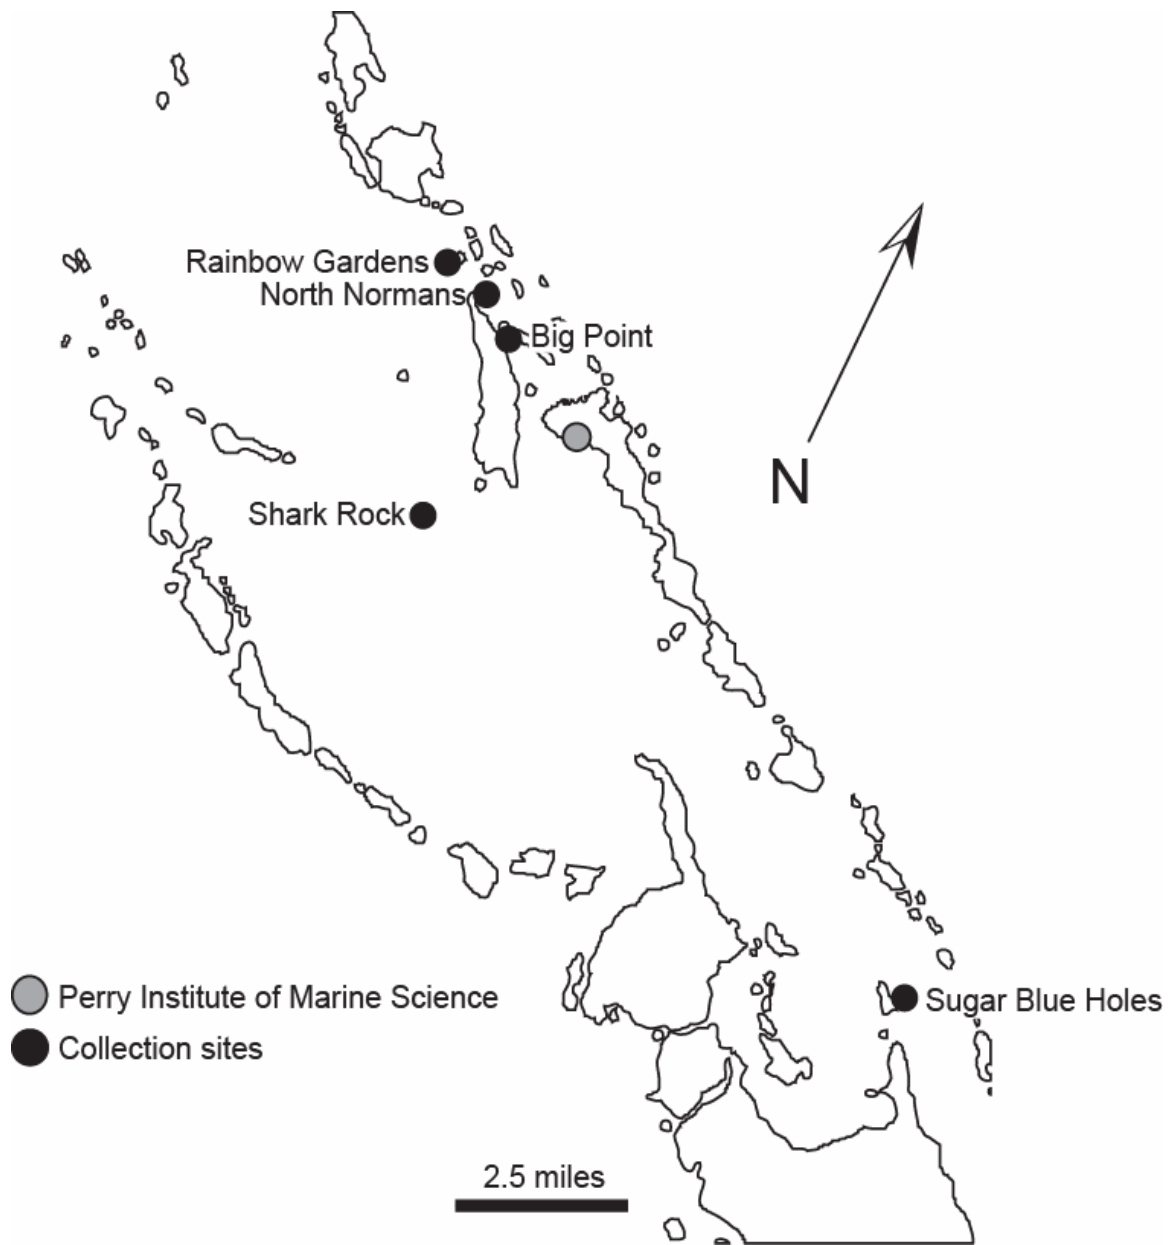 Rainbow Gardens
North Normans
Big Point
N
Shark Rock
Perry Institute of Marine Science
Sugar Blue Holes
Collection sites
2.5 miles